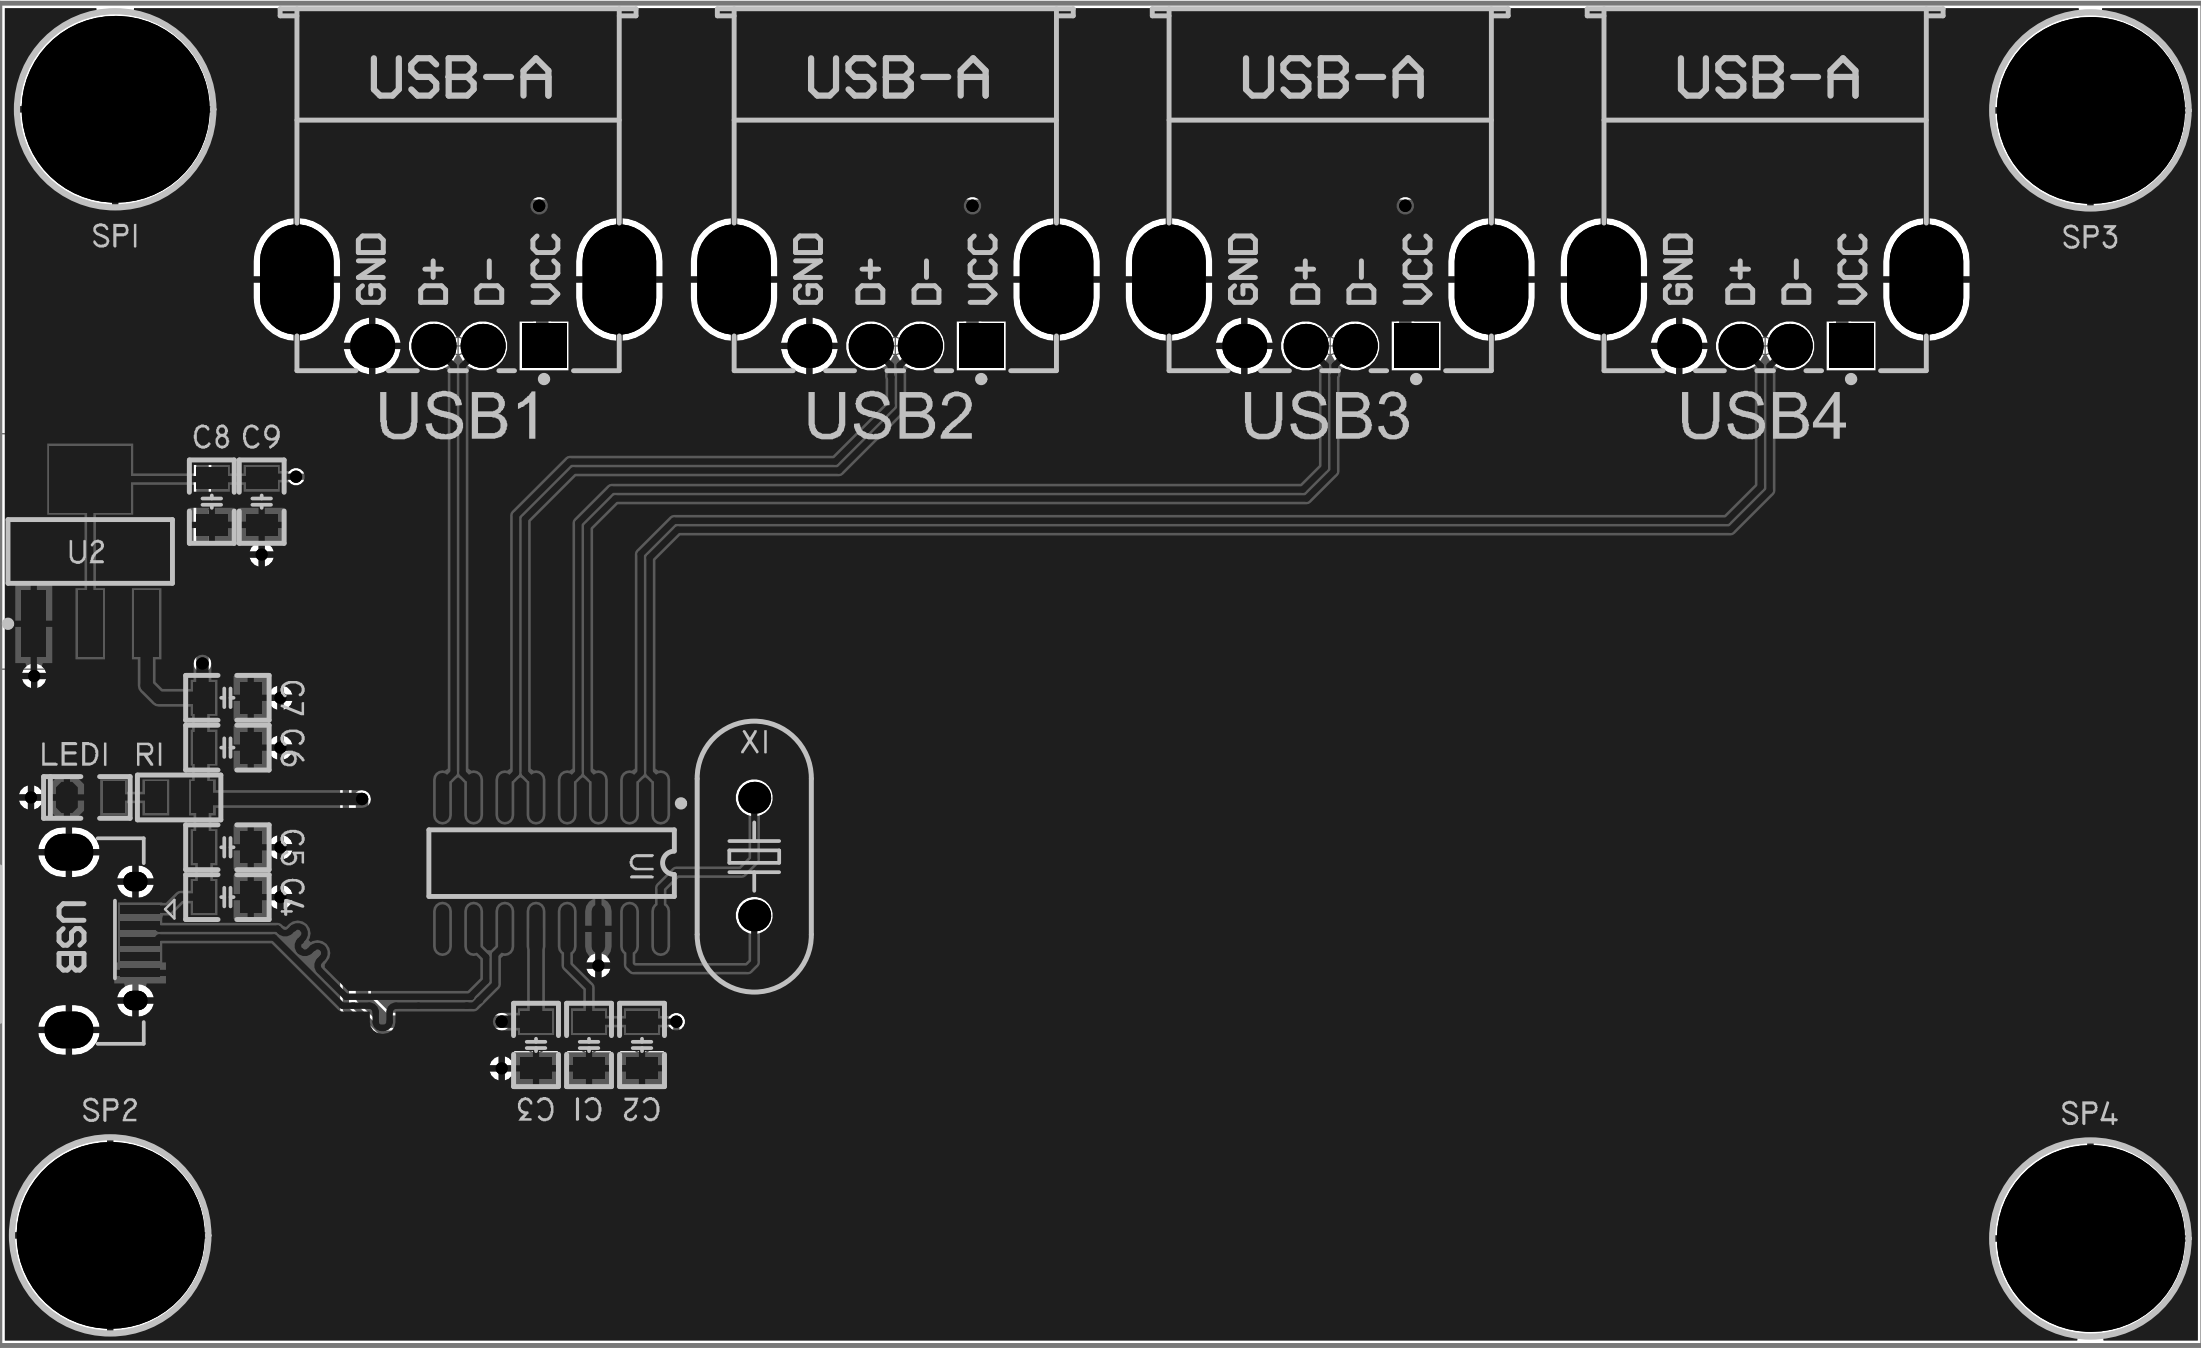 USB-A USB-A USB-A USB-A
SP1 SP3
GND D+ D- VCC GND D+ D- VCC GND D+ D- VCC GND D+ D- VCC
USB1 USB2 USB3 USB4
C8 C9
U2
C7
C6
X1
LED1 R1
C5
U1
C4
USB
C3 C1 C2
SP2 SP4